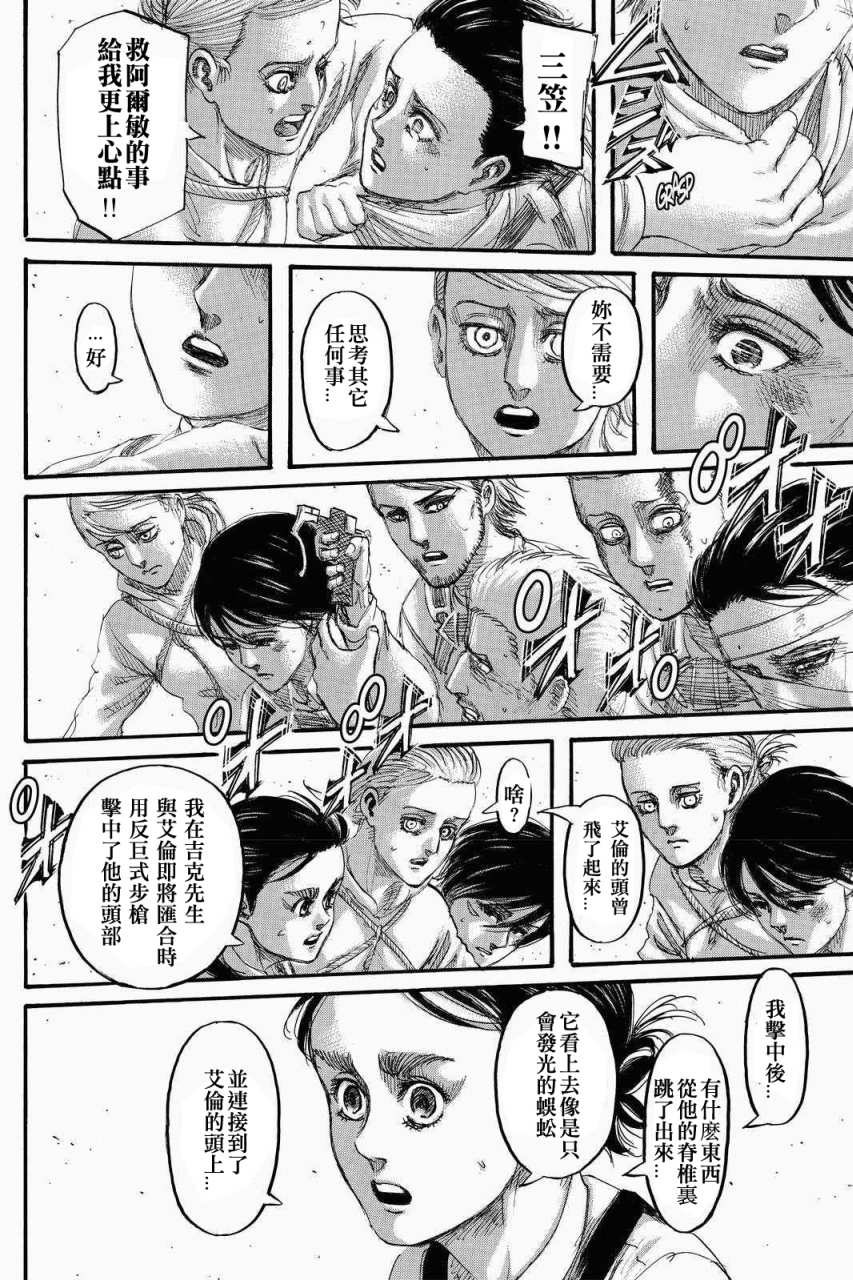 GRASP
三笠!!
救阿爾敏的事
給我更上心點
!!
妳不需要…
思考其它
任何事…
…好
艾倫的頭曾
飛了起來…
啥?
我在吉克先生
與艾倫即將匯合時
用反巨式步槍
擊中了他的頭部
我擊中後…
有什麽東西
從他的脊椎裏
跳了出來…
它看上去像是只
會發光的蜈蚣
並連接到了
艾倫的頭上…